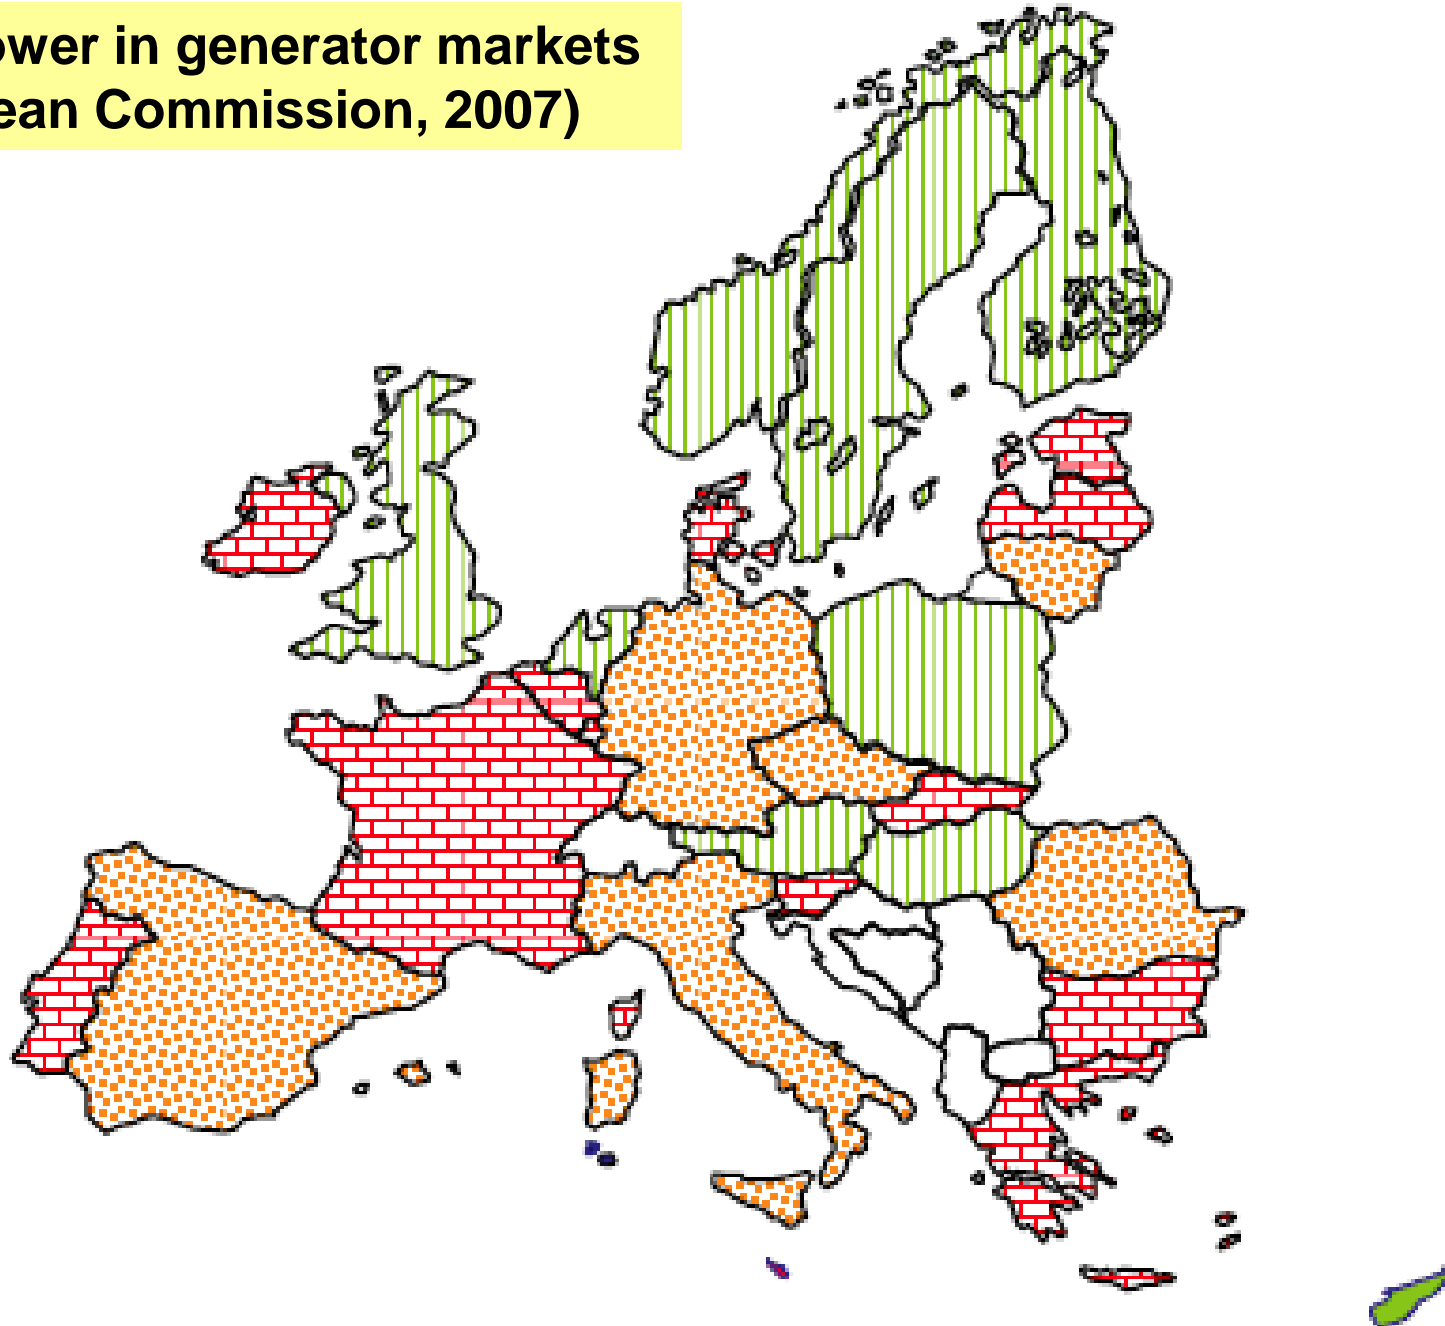 ower in generator markets
ean Commission, 2007)